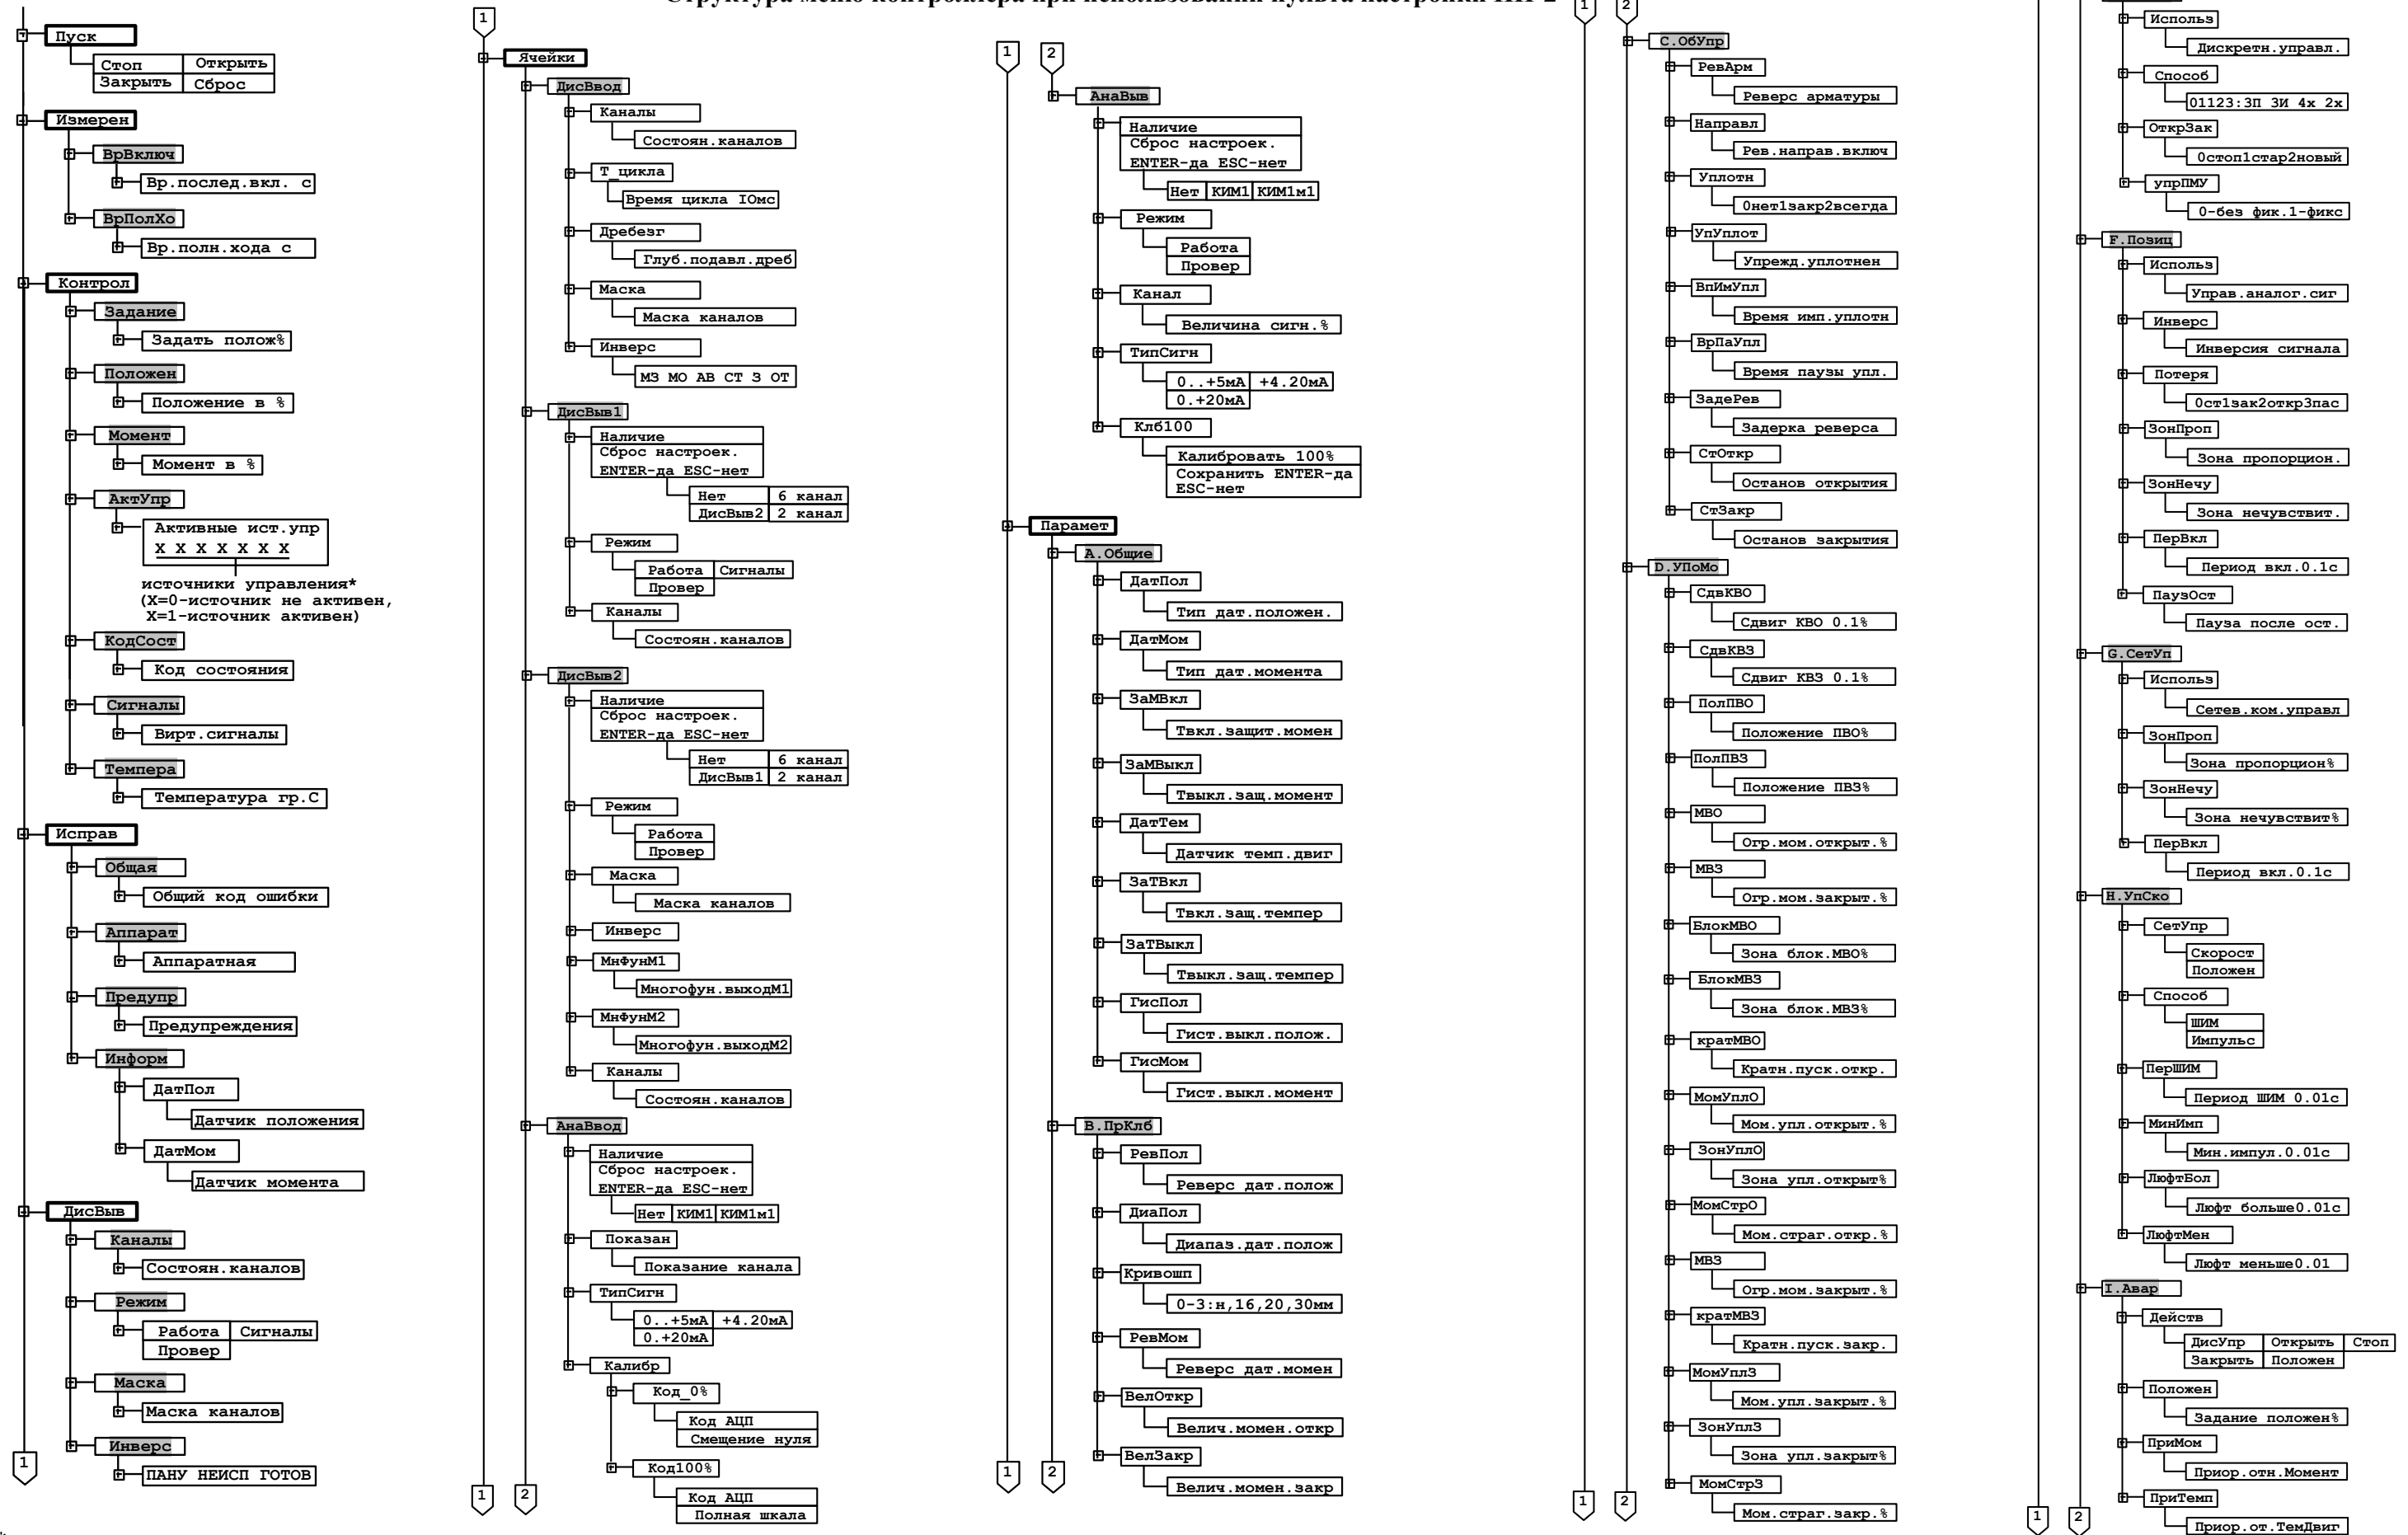 Структура меню контроллера при использовании пульта настройки ПН-2
Пуск
Стоп Открыть
Закрыть Сброс
Измерен
ВрВключ
Вр.послед.вкл. с
ВрПолХо
Вр.полн.хода с
Контрол
Задание
Задать полож%
Положен
Положение в %
Момент
Момент в %
АктУпр
Активные ист.упр
X X X X X X X
источники управления*
(X=0-источник не активен,
X=1-источник активен)
КодСост
Код состояния
Сигналы
Вирт.сигналы
Темпера
Температура гр.С
Исправ
Общая
Общий код ошибки
Аппарат
Аппаратная
Предупр
Предупреждения
Информ
ДатПол
Датчик положения
ДатМом
Датчик момента
ДисВыв
Каналы
Состоян.каналов
Режим
Работа Сигналы
Провер
Маска
Маска каналов
Инверс
ПАНУ НЕИСП ГОТОВ
1
1
Ячейки
ДисВвод
Каналы
Состоян.каналов
Т_цикла
Время цикла IOмс
Дребезг
Глуб.подавл.дреб
Маска
Маска каналов
Инверс
МЗ МО АВ СТ З ОТ
ДисВыв1
Наличие
Сброс настроек.
ENTER-да ESC-нет
Нет 6 канал
ДисВыв2 2 канал
Режим
Работа Сигналы
Провер
Каналы
Состоян.каналов
ДисВыв2
Наличие
Сброс настроек.
ENTER-да ESC-нет
Нет 6 канал
ДисВыв1 2 канал
Режим
Работа
Провер
Маска
Маска каналов
Инверс
МнФунМ1
Многофун.выходМ1
МнФунМ2
Многофун.выходМ2
Каналы
Состоян.каналов
АнаВвод
Наличие
Сброс настроек.
ENTER-да ESC-нет
Нет КИМ1 КИМ1м1
Показан
Показание канала
ТипСигн
0..+5мА +4.20мА
0.+20мА
Калибр
Код_0%
Код АЦП
Смещение нуля
Код100%
Код АЦП
Полная шкала
1 2
1 2
АнаВыв
Наличие
Сброс настроек.
ENTER-да ESC-нет
Нет КИМ1 КИМ1м1
Режим
Работа
Провер
Канал
Величина сигн.%
ТипСигн
0..+5мА +4.20мА
0.+20мА
Клб100
Калибровать 100%
Сохранить ENTER-да
ESC-нет
Парамет
А.Общие
ДатПол
Тип дат.положен.
ДатМом
Тип дат.момента
ЗаМВкл
Твкл.защит.момен
ЗаМВыкл
Твыкл.защ.момент
ДатТем
Датчик темп.двиг
ЗаТВкл
Твкл.защ.темпер
ЗаТВыкл
Твыкл.защ.темпер
ГисПол
Гист.выкл.полож.
ГисМом
Гист.выкл.момент
В.ПрКлб
РевПол
Реверс дат.полож
ДиаПол
Диапаз.дат.полож
Кривошп
0-3:н,16,20,30мм
РевМом
Реверс дат.момен
ВелОткр
Велич.момен.откр
ВелЗакр
Велич.момен.закр
1 2
1 2
С.ОбУпр
РевАрм
Реверс арматуры
Направл
Рев.направ.включ
Уплотн
0нет1закр2всегда
УпУплот
Упрежд.уплотнен
ВпИмУпл
Время имп.уплотн
ВрПаУпл
Время паузы упл.
ЗадеРев
Задерка реверса
СтОткр
Останов открытия
СтЗакр
Останов закрытия
D.УПоМо
СдвКВО
Сдвиг КВО 0.1%
СдвКВЗ
Сдвиг КВЗ 0.1%
ПолПВО
Положение ПВО%
ПолПВЗ
Положение ПВЗ%
МВО
Огр.мом.открыт.%
МВЗ
Огр.мом.закрыт.%
БлокМВО
Зона блок.МВО%
БлокМВЗ
Зона блок.МВЗ%
кратМВО
Кратн.пуск.откр.
МомУплО
Мом.упл.открыт.%
ЗонУплО
Зона упл.открыт%
МомСтрО
Мом.страг.откр.%
МВЗ
Огр.мом.закрыт.%
кратМВЗ
Кратн.пуск.закр.
МомУплЗ
Мом.упл.закрыт.%
ЗонУплЗ
Зона упл.закрыт%
МомСтрЗ
Мом.страг.закр.%
1 2
Использ
Дискретн.управл.
Способ
01123:ЗП ЗИ 4х 2х
ОткрЗак
0стоп1стар2новый
упрПМУ
0-без фик.1-фикс
F.Позиц
Использ
Управ.аналог.сиг
Инверс
Инверсия сигнала
Потеря
0ст1зак2откр3пас
ЗонПроп
Зона пропорцион.
ЗонНечу
Зона нечувствит.
ПерВкл
Период вкл.0.1с
ПаузОст
Пауза после ост.
G.СетУп
Использ
Сетев.ком.управл
ЗонПроп
Зона пропорцион%
ЗонНечу
Зона нечувствит%
ПерВкл
Период вкл.0.1с
Н.УпСко
СетУпр
Скорост
Положен
Способ
ШИМ
Импульс
ПерШИМ
Период ШИМ 0.01с
МинИмп
Мин.импул.0.01с
ЛюфтБол
Люфт больше0.01с
ЛюфтМен
Люфт меньше0.01
I.Авар
Действ
ДисУпр Открыть Стоп
Закрыть Положен
Положен
Задание положен%
ПриМом
Приор.отн.Момент
ПриТемп
Приор.от.ТемДвиг
1 2